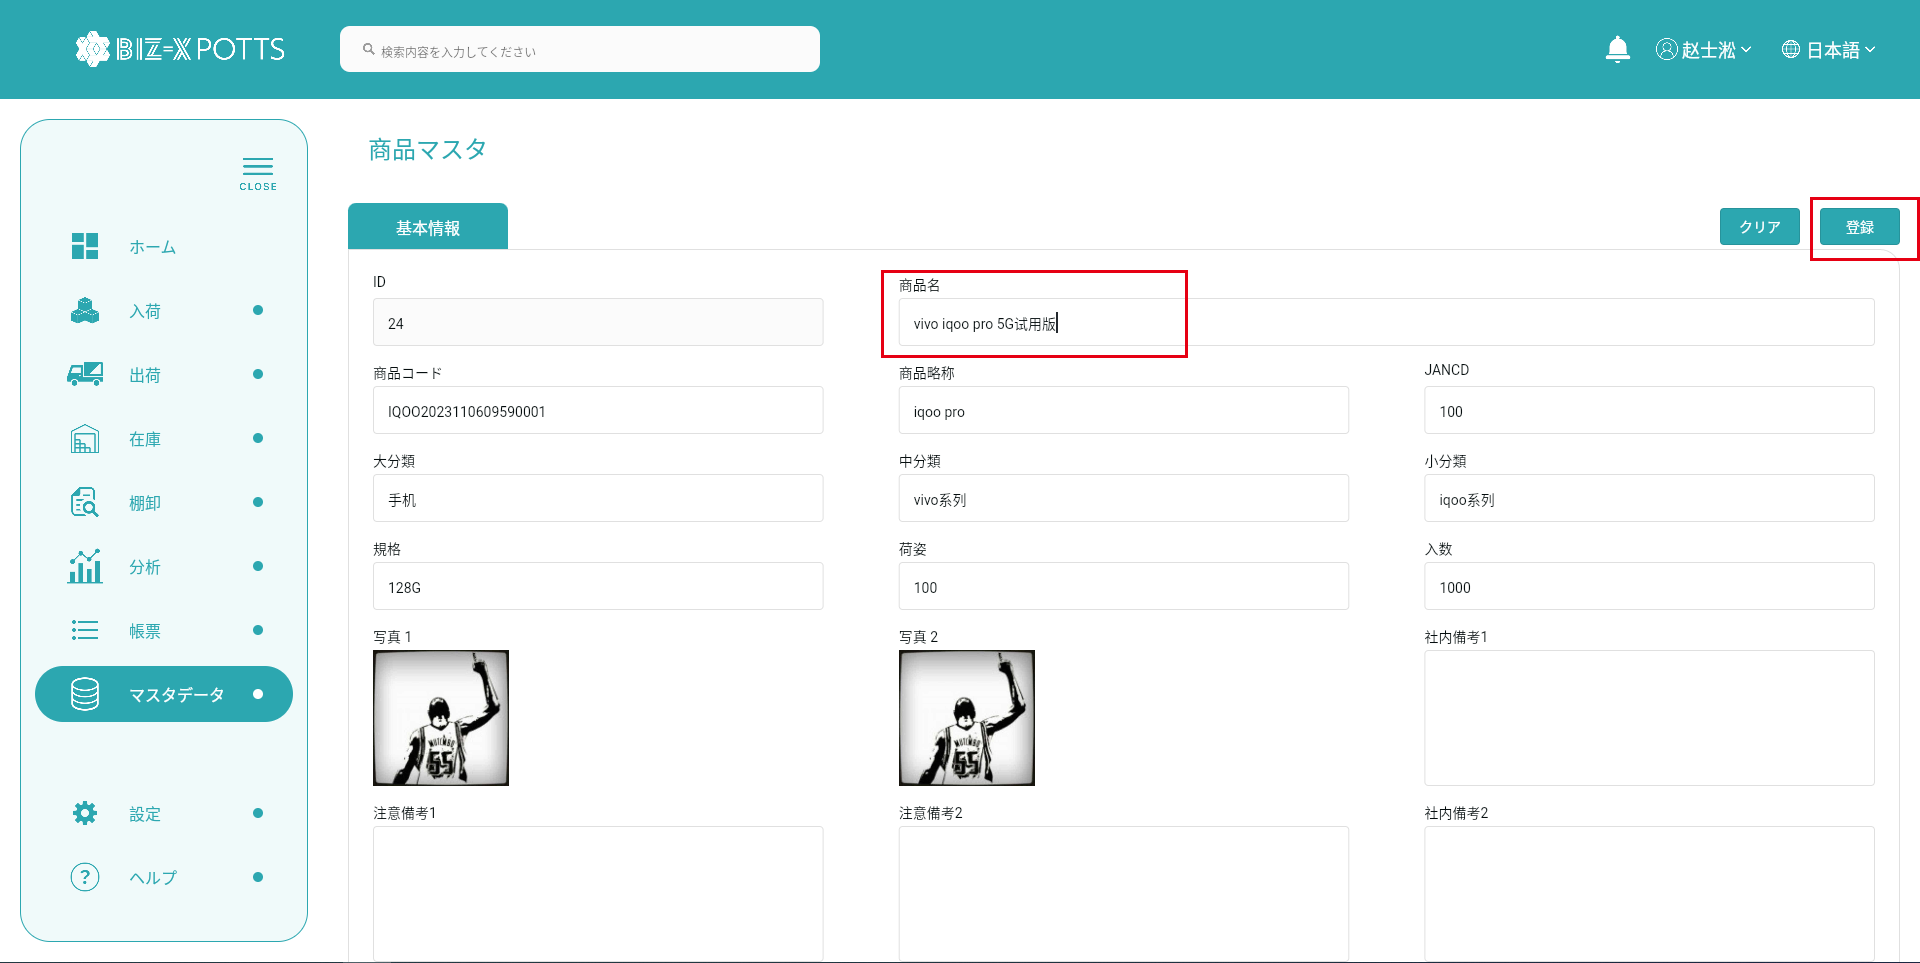 BIZ=X POTTS
検索内容を入力してください
赵士淞
日本語
CLOSE
ホーム
入荷
出荷
在庫
棚卸
分析
帳票
マスタデータ
設定
ヘルプ
商品マスタ
基本情報
クリア
登録
ID
商品名
24
vivo iqoo pro 5G试用版
商品コード
商品略称
JANCD
IQOO2023110609590001
iqoo pro
100
大分類
中分類
小分類
手机
vivo系列
iqoo系列
規格
荷姿
入数
128G
100
1000
写真 1
写真 2
社内備考1
MUTOMBO
55
MUTOMBO
55
注意備考1
注意備考2
社内備考2